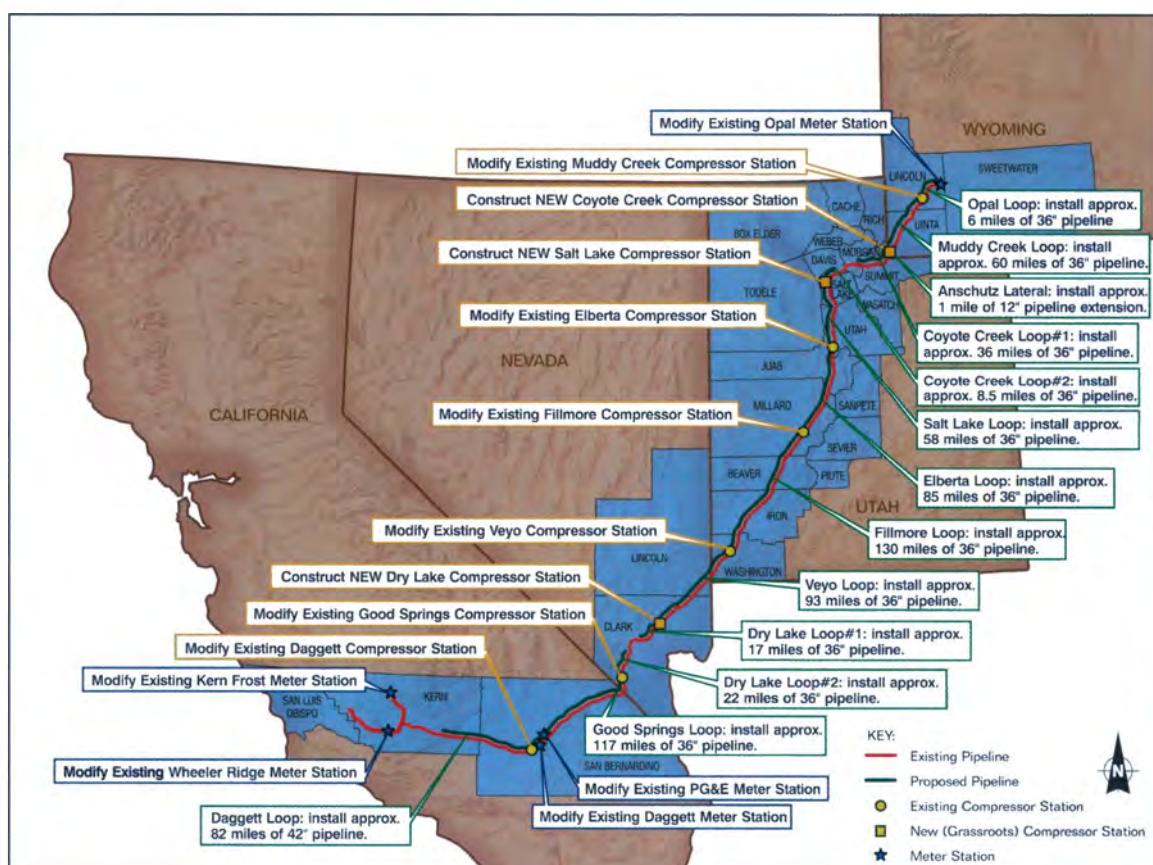 Modify Existing Opal Meter Station
WYOMING
Modify Existing Muddy Creek Compressor Station
LINCOLN
SWEETWATER
Construct NEW Coyote Creek Compressor Station
CACHE
RICH
UINTA
Opal Loop: install approx.
6 miles of 36" pipeline
BOX ELDER
WEBER
MORGAN
Muddy Creek Loop: install
approx. 60 miles of 36" pipeline.
Construct NEW Salt Lake Compressor Station
DAVIS
SUMMIT
TOOELE
SALT
LAKE
WASATCH
Anschutz Lateral: install approx.
1 mile of 12" pipeline extension.
Modify Existing Elberta Compressor Station
UTAH
Coyote Creek Loop#1: install
approx. 36 miles of 36" pipeline.
NEVADA
JUAB
Coyote Creek Loop#2: install
approx. 8.5 miles of 36" pipeline.
CALIFORNIA
MILLARD
SANPETE
Modify Existing Fillmore Compressor Station
Salt Lake Loop: install approx.
58 miles of 36" pipeline.
SEVIER
BEAVER
PIUTE
Elberta Loop: install approx.
85 miles of 36" pipeline.
UTAH
IRON
Modify Existing Veyo Compressor Station
Fillmore Loop: install approx.
130 miles of 36" pipeline.
LINCOLN
WASHINGTON
Construct NEW Dry Lake Compressor Station
Veyo Loop: install approx.
93 miles of 36" pipeline.
Modify Existing Good Springs Compressor Station
CLARK
Dry Lake Loop#1: install approx.
17 miles of 36" pipeline.
Modify Existing Daggett Compressor Station
Modify Existing Kern Frost Meter Station
Dry Lake Loop#2: install approx.
22 miles of 36" pipeline.
SAN LUIS
OBISPO
KERN
Good Springs Loop: install approx.
117 miles of 36" pipeline.
SAN BERNARDINO
Modify Existing Wheeler Ridge Meter Station
Modify Existing PG&E Meter Station
Daggett Loop: install approx.
82 miles of 42" pipeline.
Modify Existing Daggett Meter Station
KEY:
Existing Pipeline
Proposed Pipeline
Existing Compressor Station
New (Grassroots) Compressor Station
Meter Station
N